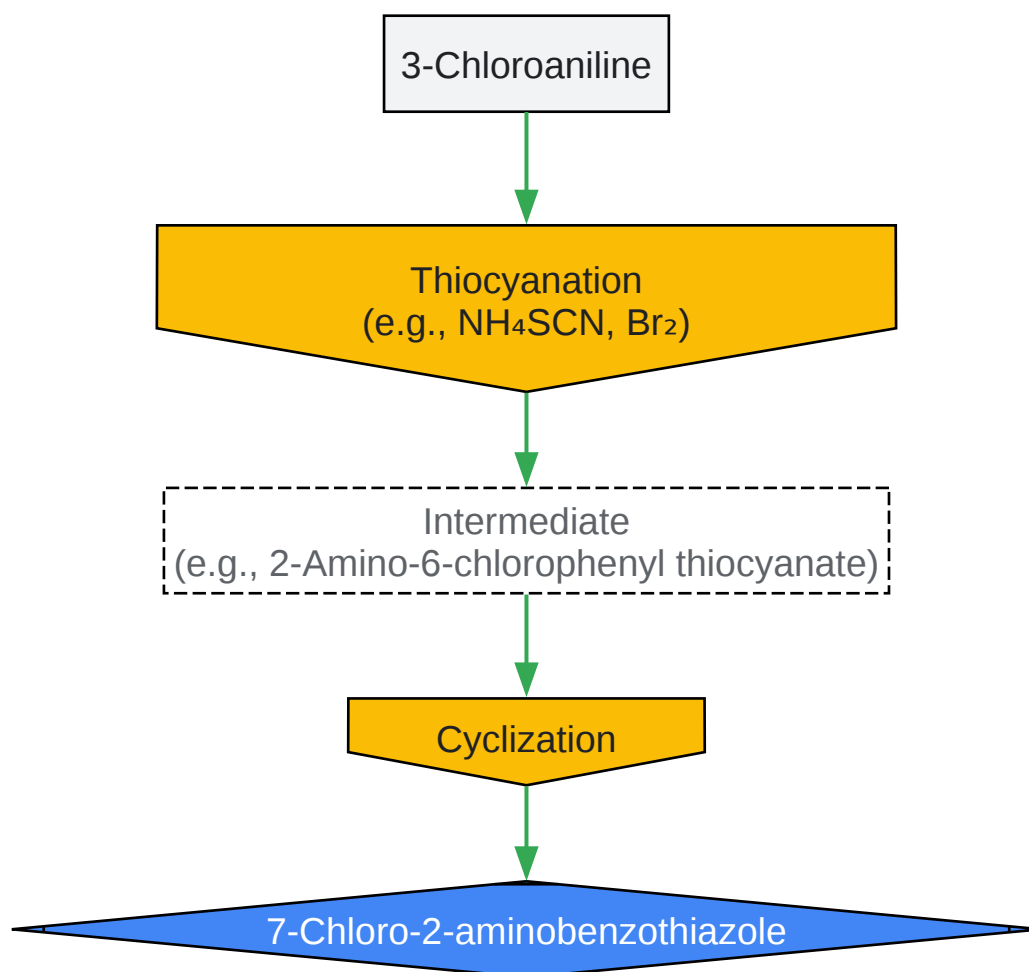 3-Chloroaniline
Thiocyanation
(e.g., NH₄SCN, Br₂)
Intermediate
(e.g., 2-Amino-6-chlorophenyl thiocyanate)
Cyclization
7-Chloro-2-aminobenzothiazole